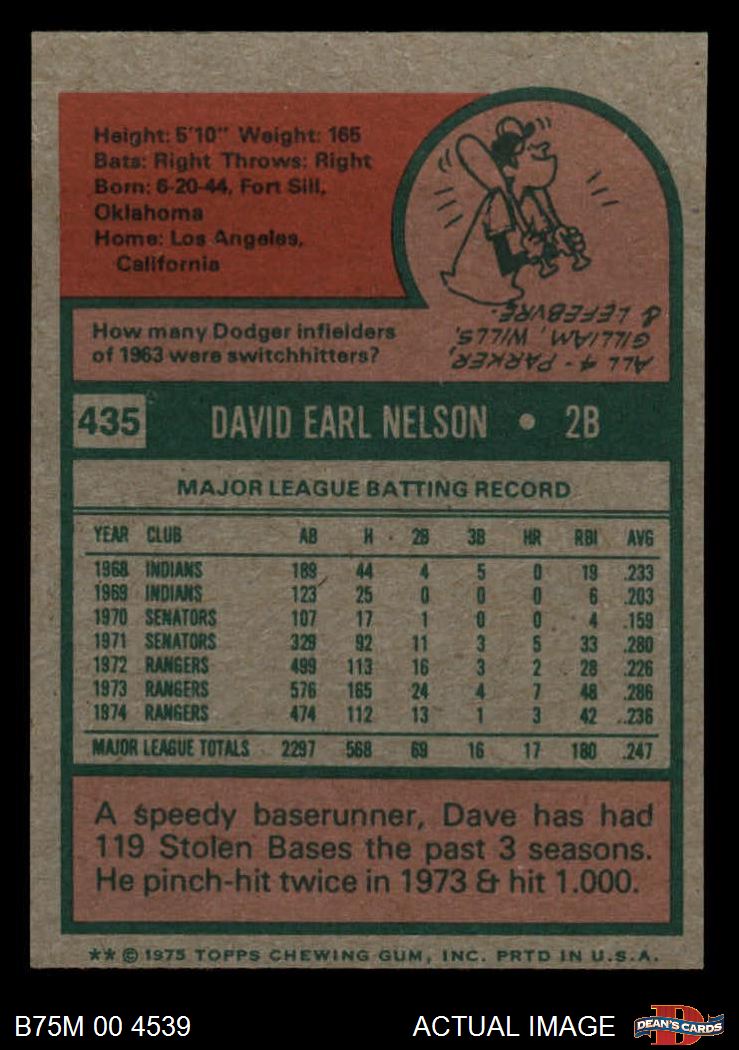 Height: 5'10" Weight: 165
Bats: Right Throws: Right
Born: 6-20-44, Fort Sill,
Oklahoma
Home: Los Angeles,
California
How many Dodger infielders
of 1963 were switchhitters?
ALL 4 - PARKER,
GILLIAM, WILLS,
& LEFEBVRE.
435 DAVID EARL NELSON • 2B
MAJOR LEAGUE BATTING RECORD
YEAR CLUB AB H 2B 3B HR RBI AVG
1968 INDIANS 189 44 4 5 0 19 .233
1969 INDIANS 123 25 0 0 0 6 .203
1970 SENATORS 107 17 1 0 0 4 .159
1971 SENATORS 329 92 11 3 5 33 .280
1972 RANGERS 499 113 16 3 2 28 .226
1973 RANGERS 576 165 24 4 7 48 .286
1974 RANGERS 474 112 13 1 3 42 .236
MAJOR LEAGUE TOTALS 2297 568 69 16 17 180 .247
A speedy baserunner, Dave has had
119 Stolen Bases the past 3 seasons.
He pinch-hit twice in 1973 & hit 1.000.
** © 1975 TOPPS CHEWING GUM, INC. PRTD IN U.S.A.
B75M 00 4539 ACTUAL IMAGE D DEAN'S CARDS